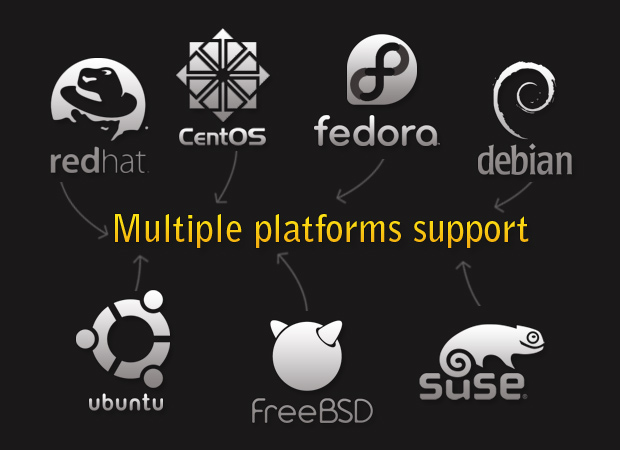 redhat
CentOS
fedora
debian
Multiple platforms support
ubuntu
FreeBSD
suse